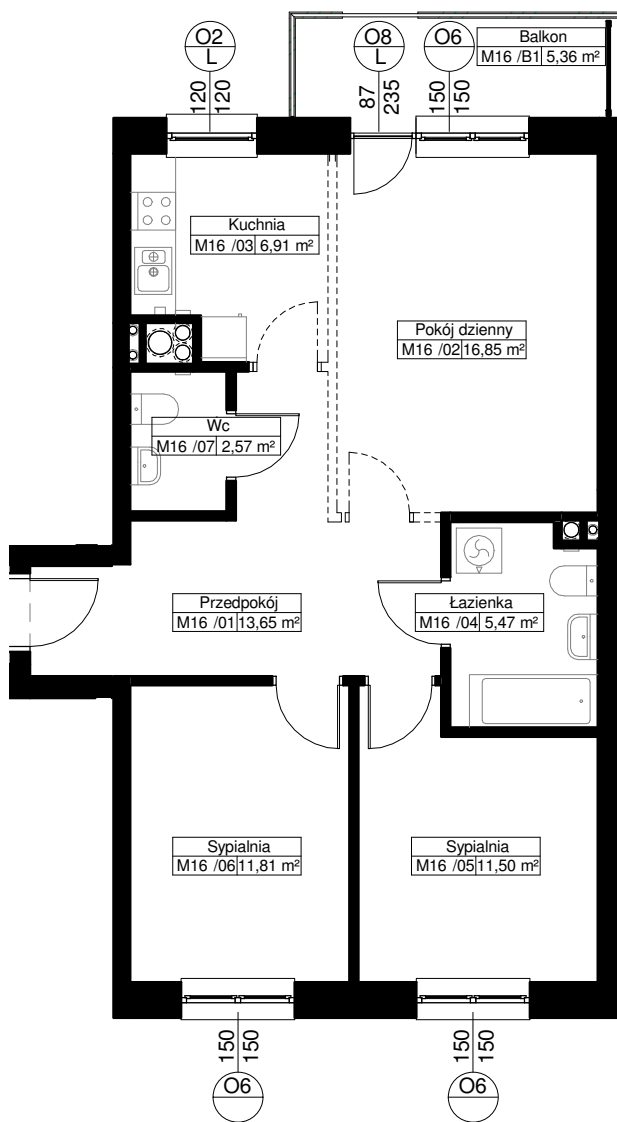 O2
L
120
120
O8
L
87
235
O6
150
150
Balkon
M16 /B1 5,36 m²
Kuchnia
M16 /03 6,91 m²
Pokój dzienny
M16 /02 16,85 m²
Wc
M16 /07 2,57 m²
Przedpokój
M16 /01 13,65 m²
Łazienka
M16 /04 5,47 m²
Sypialnia
M16 /06 11,81 m²
Sypialnia
M16 /05 11,50 m²
150
150
O6
150
150
O6